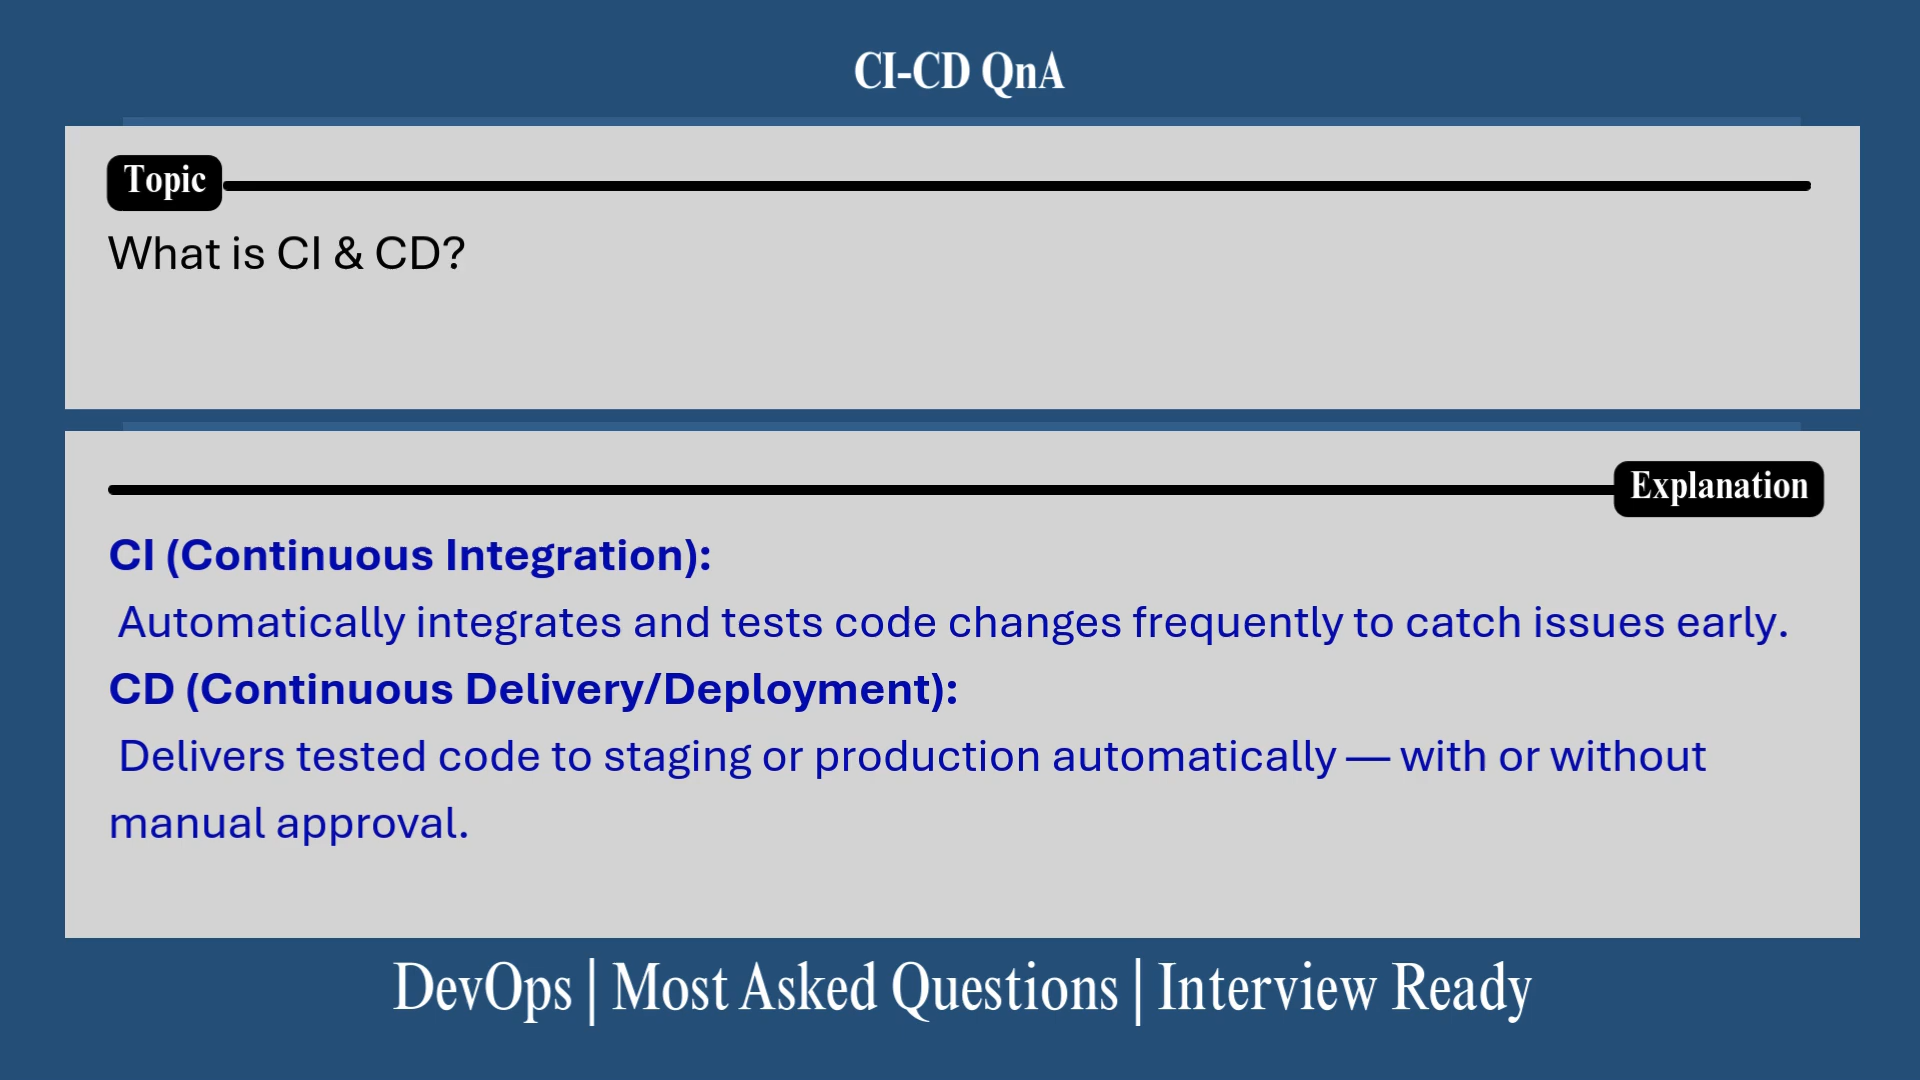 CI-CD QnA
Topic
What is CI & CD?
Explanation
CI (Continuous Integration):
Automatically integrates and tests code changes frequently to catch issues early.
CD (Continuous Delivery/Deployment):
Delivers tested code to staging or production automatically — with or without
manual approval.
DevOps | Most Asked Questions | Interview Ready